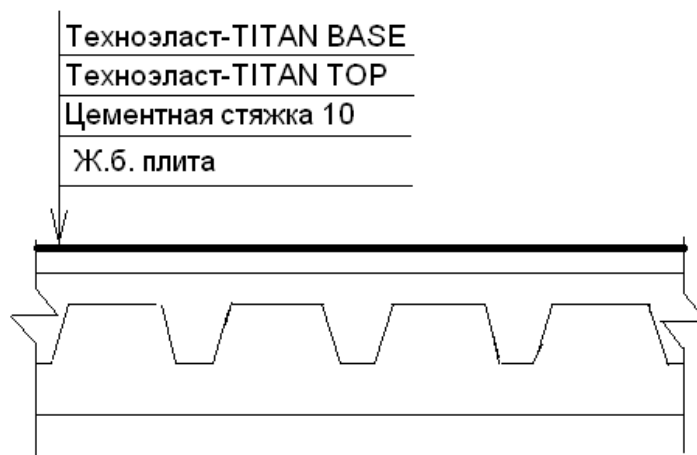 Техноэласт-TITAN BASE
Техноэласт-TITAN TOP
Цементная стяжка 10
Ж.б. плита